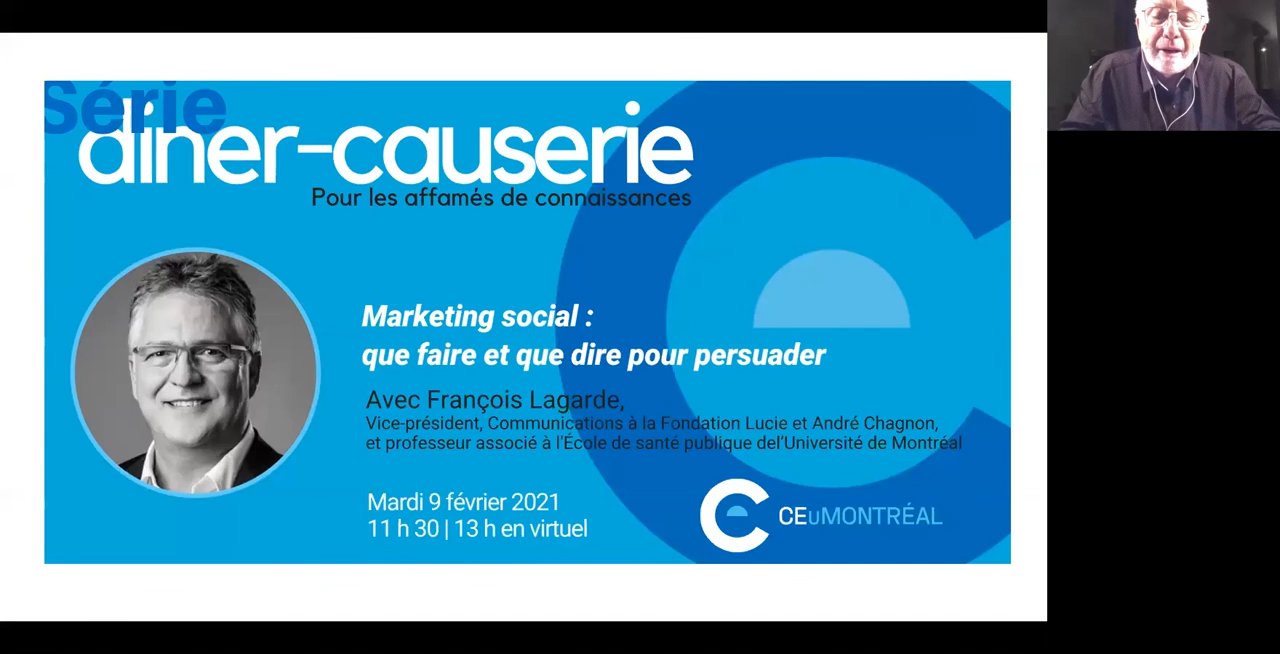 Série
dîner-causerie
Pour les affamés de connaissances
Marketing social :
que faire et que dire pour persuader
Avec François Lagarde,
Vice-président, Communications à la Fondation Lucie et André Chagnon,
et professeur associé à l'École de santé publique del'Université de Montréal
Mardi 9 février 2021
11 h 30 | 13 h en virtuel
CEuMONTRÉAL